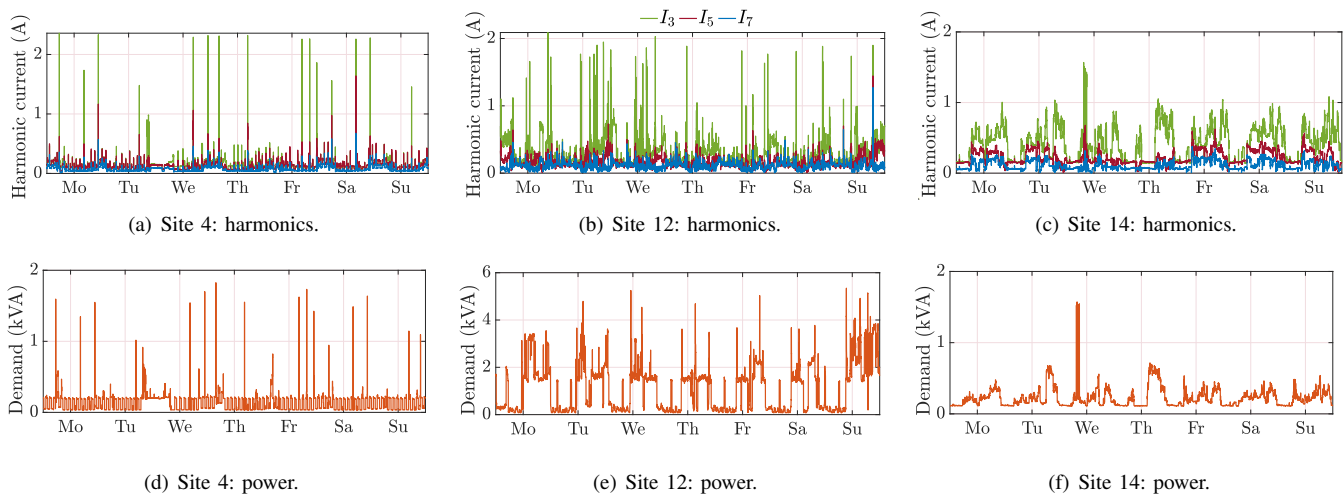 I3 I5 I7
Harmonic current (A)
2
1
0
Mo Tu We Th Fr Sa Su
(a) Site 4: harmonics.
Harmonic current (A)
2
1
0
Mo Tu We Th Fr Sa Su
(b) Site 12: harmonics.
Harmonic current (A)
2
1
0
Mo Tu We Th Fr Sa Su
(c) Site 14: harmonics.
Demand (kVA)
2
1
0
Mo Tu We Th Fr Sa Su
(d) Site 4: power.
Demand (kVA)
6
4
2
0
Mo Tu We Th Fr Sa Su
(e) Site 12: power.
Demand (kVA)
2
1
0
Mo Tu We Th Fr Sa Su
(f) Site 14: power.